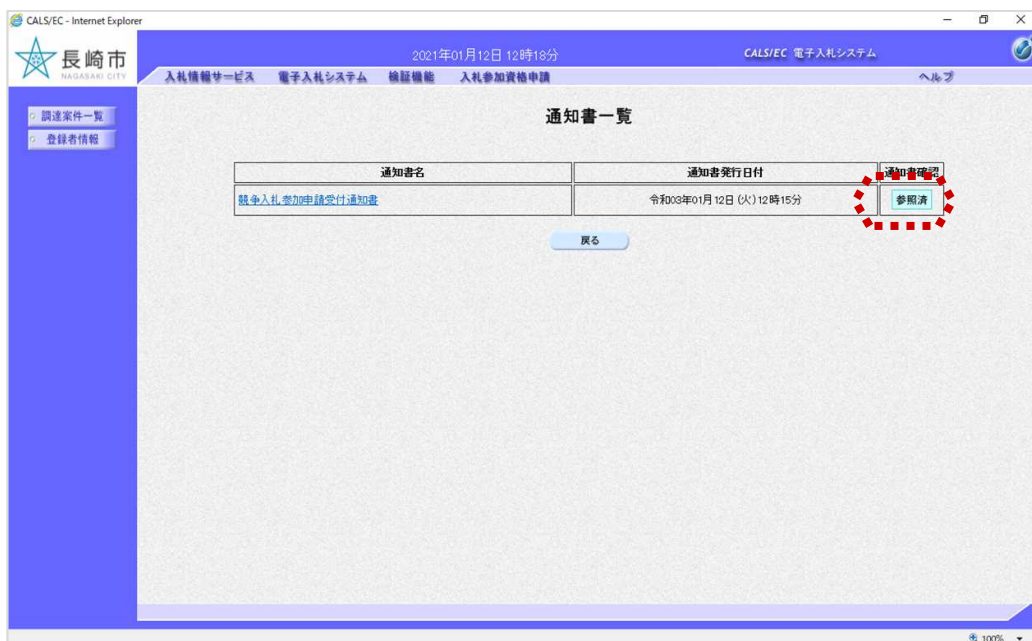 CALS/EC - Internet Explorer
長崎市
NAGASAKI CITY
2021年01月12日 12時18分
CALS/EC 電子入札システム
入札情報サービス 電子入札システム 検証機能 入札参加資格申請 ヘルプ
調達案件一覧
登録者情報
通知書一覧
通知書名 通知書発行日付 通知書確認
競争入札参加申請受付通知書 令和03年01月12日 (火) 12時15分 参照済
戻る
100%